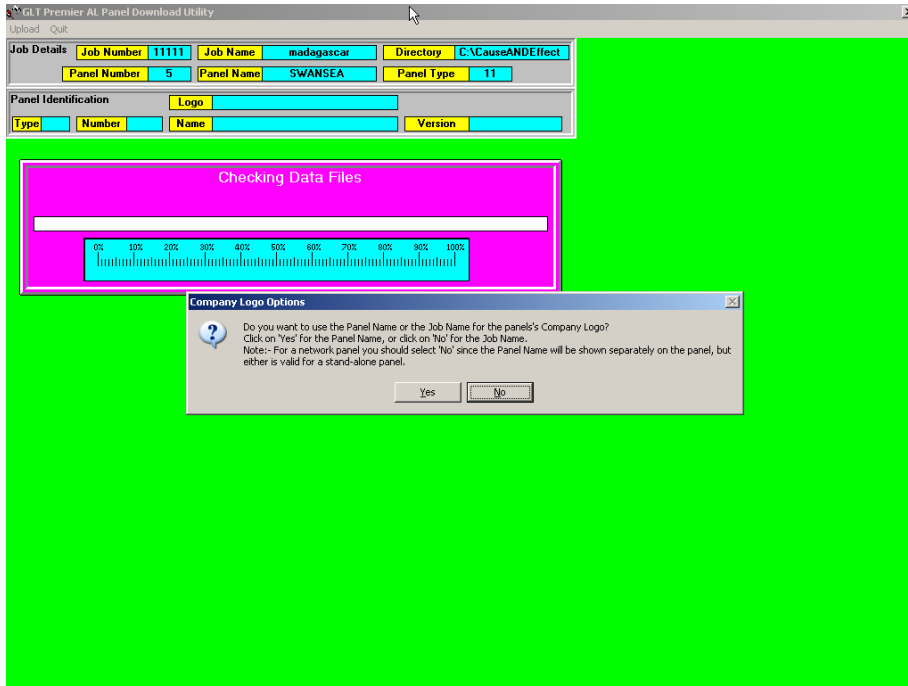 GLT Premier AL Panel Download Utility
Upload Quit
Job Details Job Number 11111 Job Name madagascar Directory C:\CauseANDEffect
Panel Number 5 Panel Name SWANSEA Panel Type 11
Panel Identification Logo
Type Number Name Version
Checking Data Files
0% 10% 20% 30% 40% 50% 60% 70% 80% 90% 100%
Company Logo Options
Do you want to use the Panel Name or the Job Name for the panels's Company Logo?
Click on 'Yes' for the Panel Name, or click on 'No' for the Job Name.
Note:- For a network panel you should select 'No' since the Panel Name will be shown separately on the panel, but
either is valid for a stand-alone panel.
Yes No